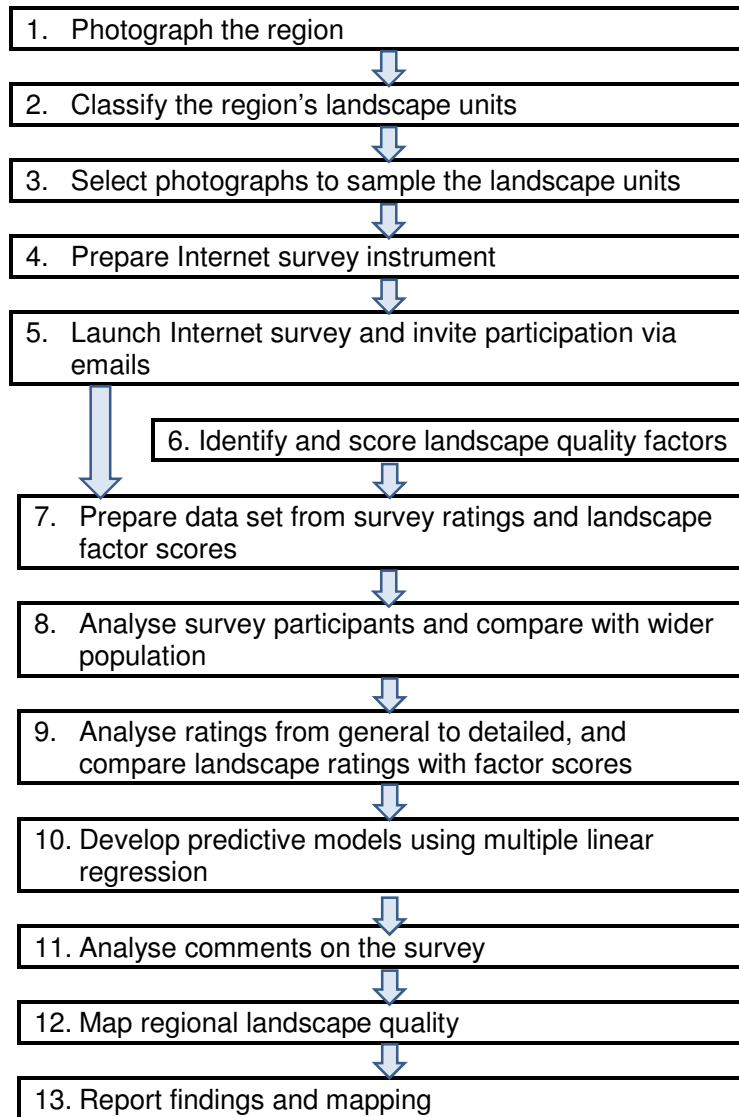 1. Photograph the region
2. Classify the region’s landscape units
3. Select photographs to sample the landscape units
4. Prepare Internet survey instrument
5. Launch Internet survey and invite participation via
emails
6. Identify and score landscape quality factors
7. Prepare data set from survey ratings and landscape
factor scores
8. Analyse survey participants and compare with wider
population
9. Analyse ratings from general to detailed, and
compare landscape ratings with factor scores
10. Develop predictive models using multiple linear
regression
11. Analyse comments on the survey
12. Map regional landscape quality
13. Report findings and mapping